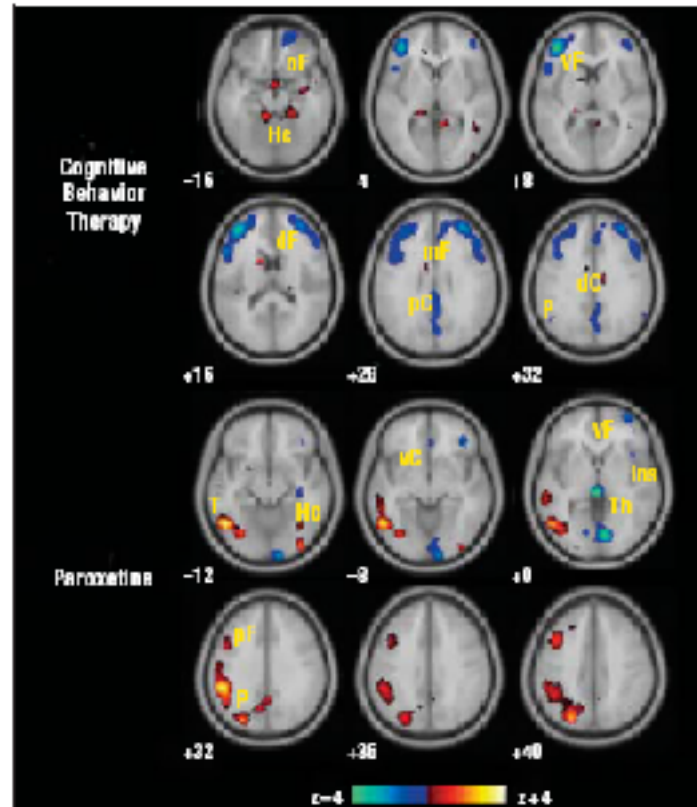 oF
Hc
-16
4
+8
VF
Cognitive
Behavior
Therapy
dF
mF
pC
dC
P
+16
+26
+32
T
Hc
vC
VF
Ins
Th
-12
-8
+0
Paroxetine
pF
P
+32
+36
+40
z-4
z+4